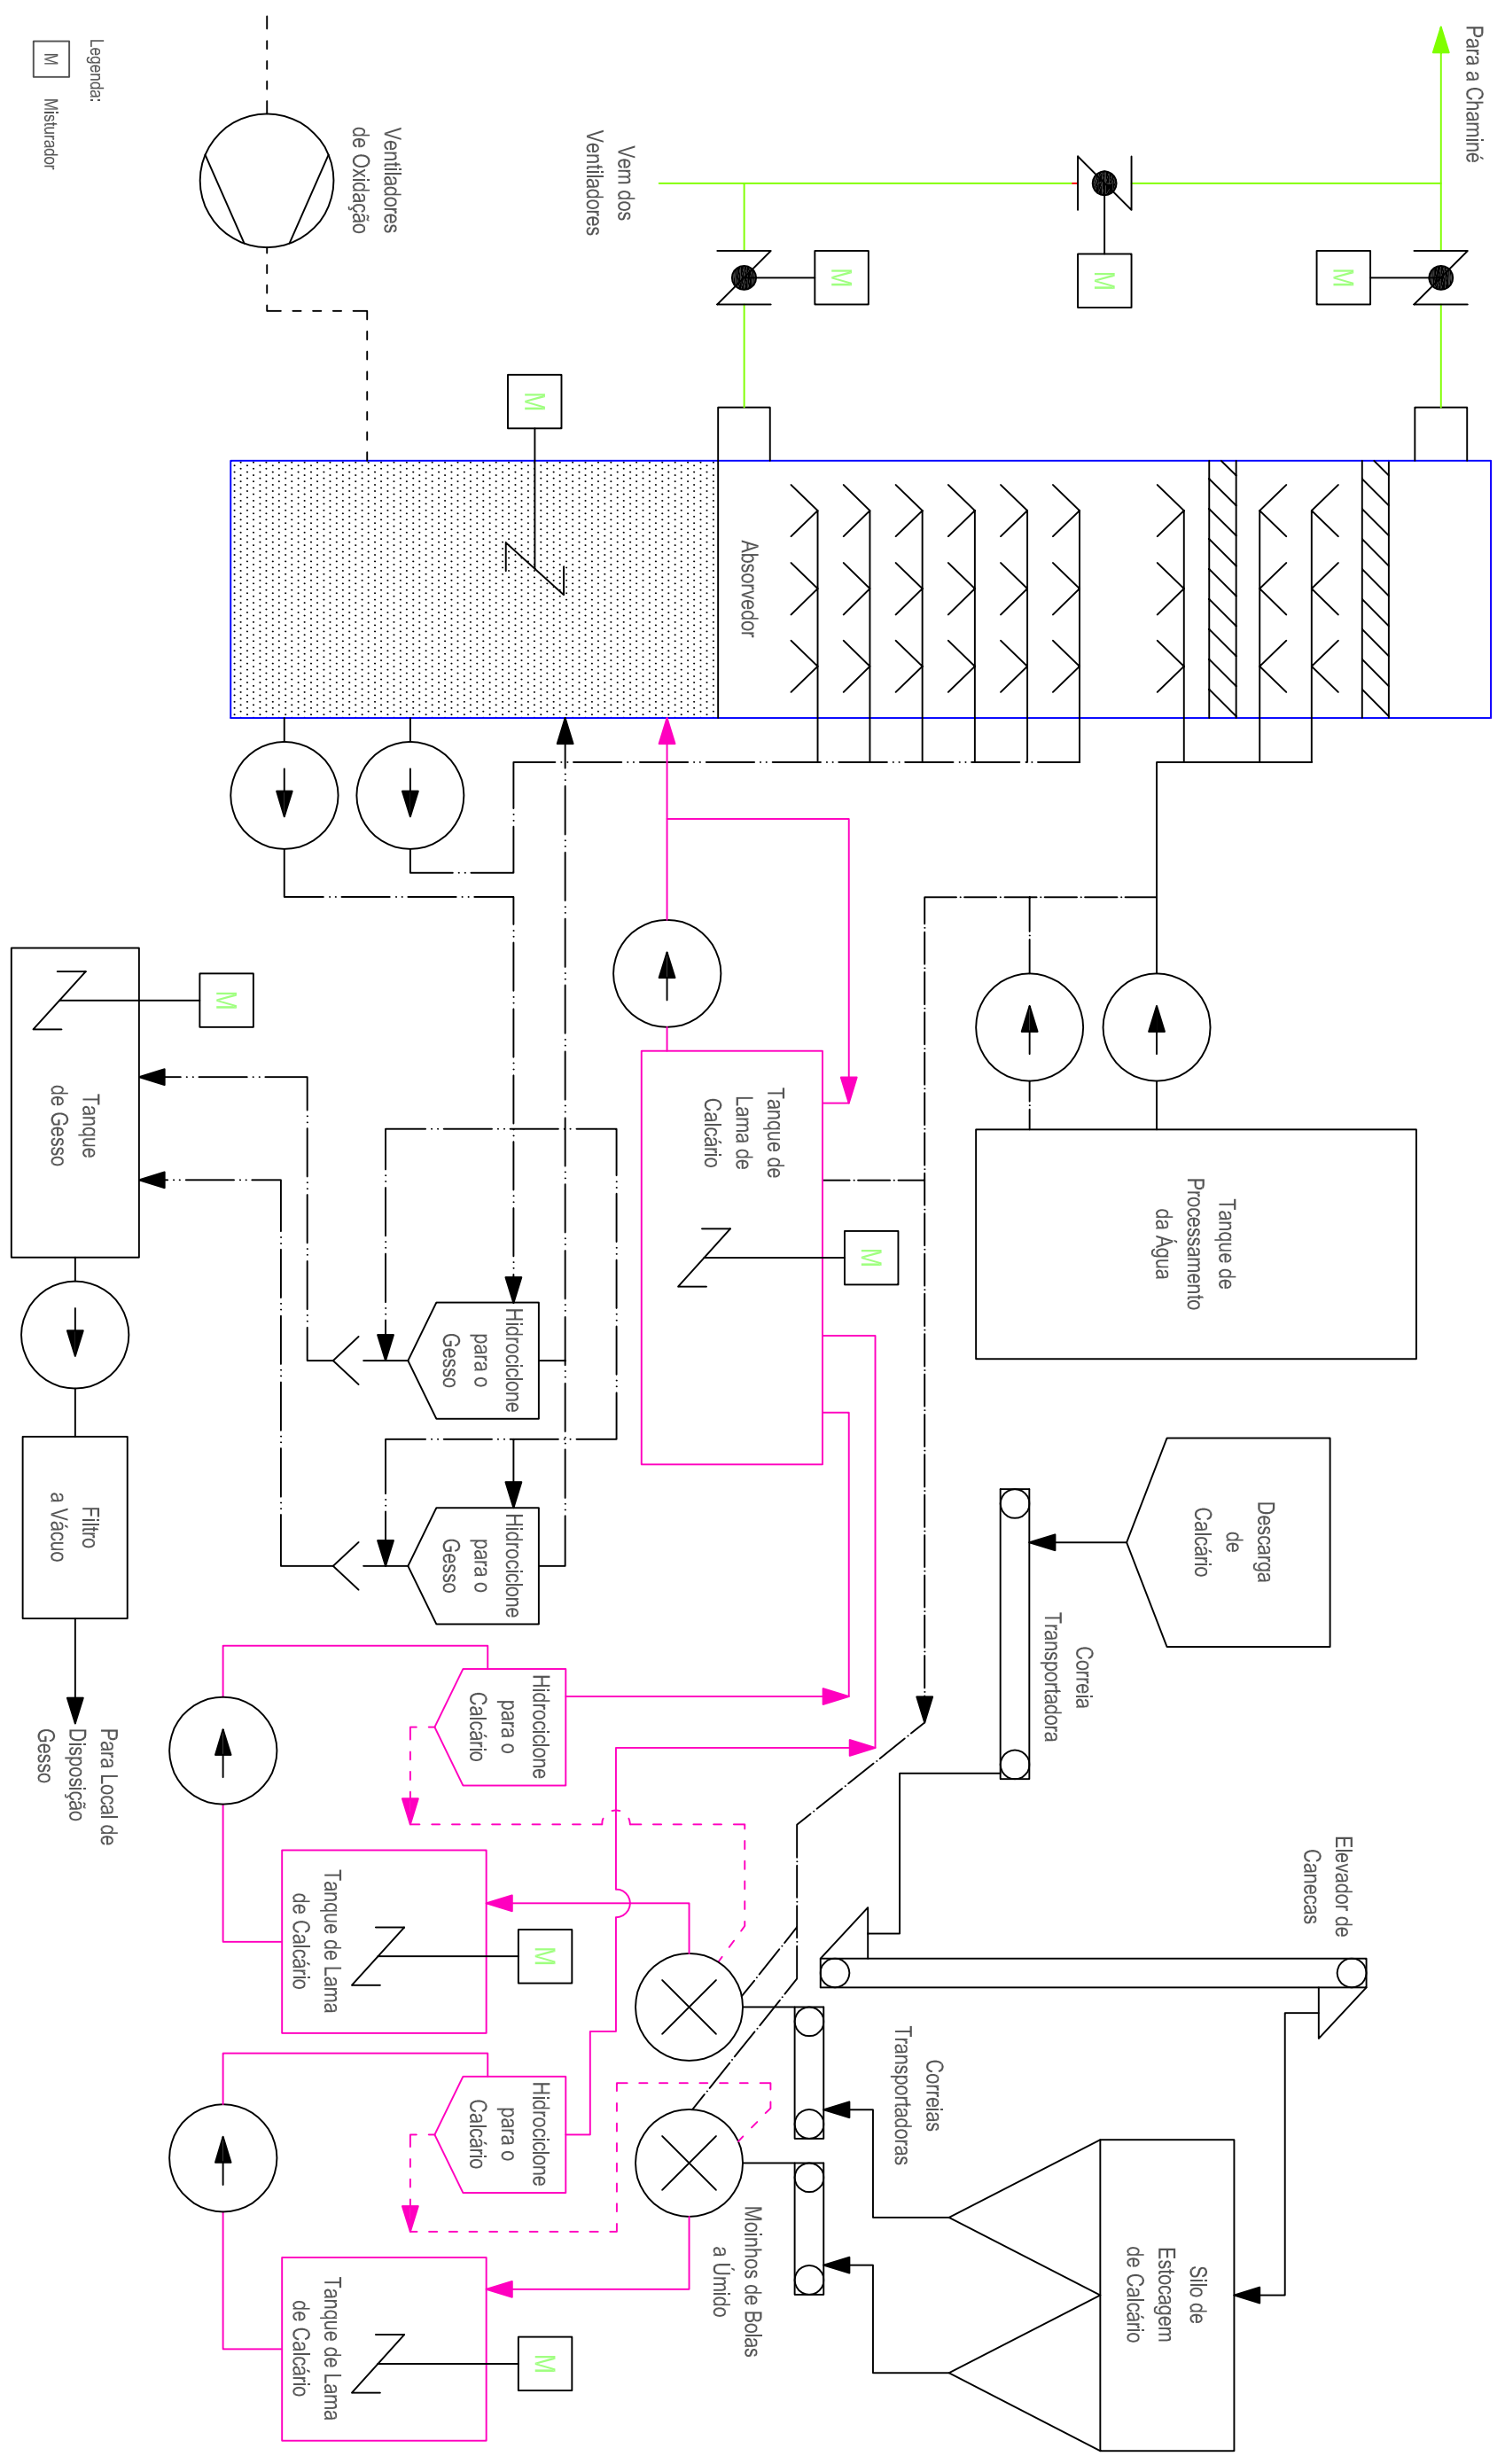 Para a Chaminé
Vem dos
Ventiladores
Ventiladores
de Oxidação
Legenda:
M
Misturador
M
M
M
M
Absorvedor
Tanque de
Processamento
da Água
Tanque de
Lama de
Calcário
M
M
Tanque
de Gesso
Hidrociclone
para o
Gesso
Hidrociclone
para o
Gesso
Filtro
a Vácuo
Para Local de
Disposição
Gesso
Descarga
de
Calcário
Correia
Transportadora
Elevador de
Canecas
Hidrociclone
para o
Calcário
Tanque de Lama
de Calcário
M
Correias
Transportadoras
Hidrociclone
para o
Calcário
Moinhos de Bolas
a Úmido
Silo de
Estocagem
de Calcário
Tanque de Lama
de Calcário
M